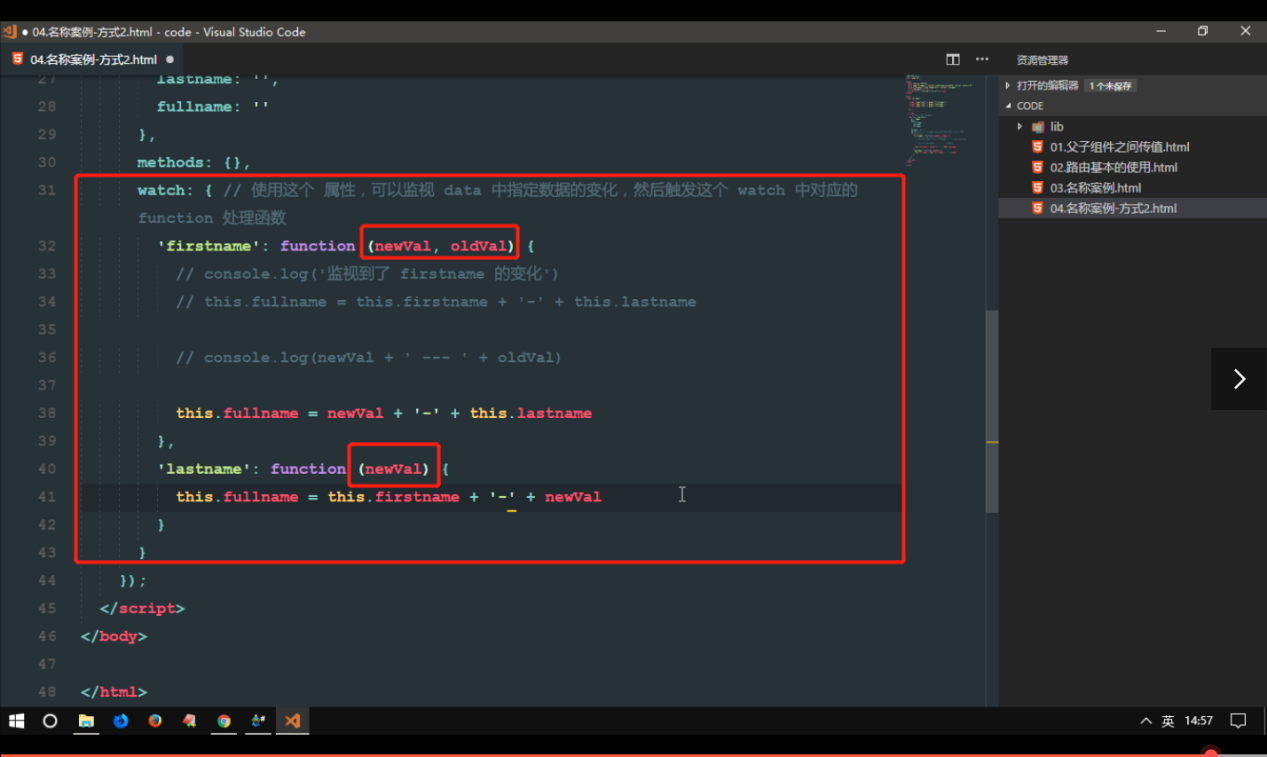 ● 04.名称案例-方式2.html - code - Visual Studio Code
04.名称案例-方式2.html ●
27 lastname: '',
28 fullname: ''
29 },
30 methods: {},
31 watch: { // 使用这个 属性，可以监视 data 中指定数据的变化，然后触发这个 watch 中对应的
function 处理函数
32 'firstname': function (newVal, oldVal) {
33 // console.log('监视到了 firstname 的变化')
34 // this.fullname = this.firstname + '-' + this.lastname
35
36 // console.log(newVal + ' --- ' + oldVal)
37
38 this.fullname = newVal + '-' + this.lastname
39 },
40 'lastname': function (newVal) {
41 this.fullname = this.firstname + '-' + newVal
42 }
43 }
44 });
45 </script>
46 </body>
47
48 </html>
资源管理器
打开的编辑器 1 个未保存
CODE
lib
01.父子组件之间传值.html
02.路由基本的使用.html
03.名称案例.html
04.名称案例-方式2.html
英 14:57